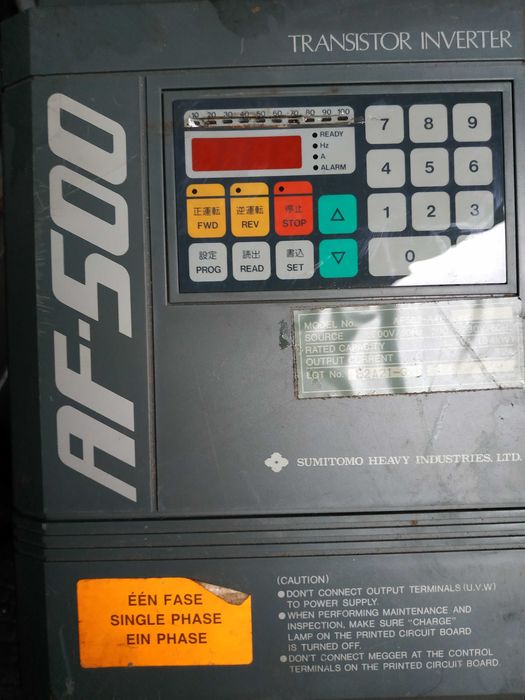 TRANSISTOR INVERTER
AF-500
10 20 30 40 50 60 70 80 90 100
READY
Hz
A
ALARM
7 8 9
4 5 6
1 2 3
0
正運転 FWD
逆運転 REV
停止 STOP
設定 PROG
読出 READ
書込 SET
MODEL No.
SOURCE
RATED CAPACITY
OUTPUT CURRENT
LOT No.
SUMITOMO HEAVY INDUSTRIES, LTD.
ÉÉN FASE
SINGLE PHASE
EIN PHASE
(CAUTION)
●DON'T CONNECT OUTPUT TERMINALS (U.V.W)
TO POWER SUPPLY.
●WHEN PERFORMING MAINTENANCE AND
INSPECTION, MAKE SURE "CHARGE"
LAMP ON THE PRINTED CIRCUIT BOARD
IS TURNED OFF.
●DON'T CONNECT MEGGER AT THE CONTROL
TERMINALS ON THE PRINTED CIRCUIT BOARD.